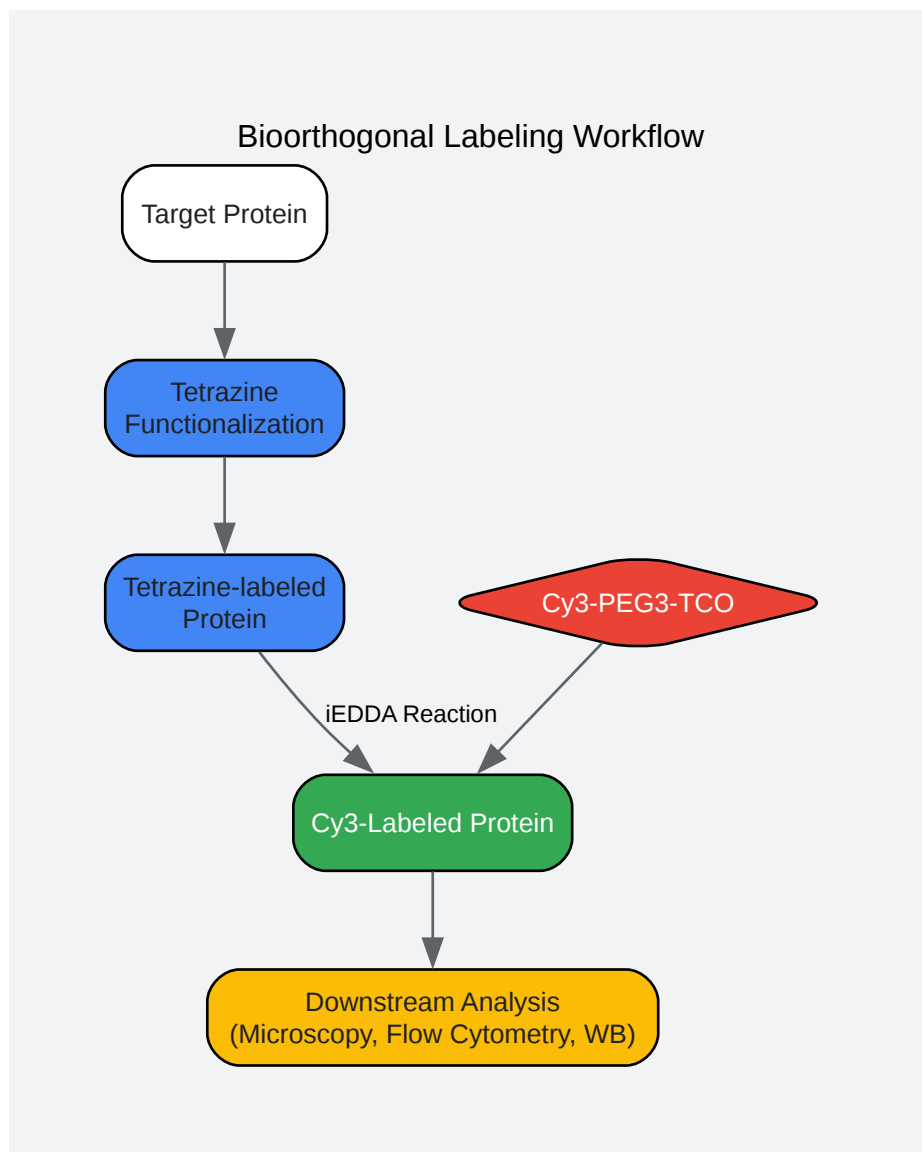 Bioorthogonal Labeling Workflow
Target Protein
Tetrazine
Functionalization
Tetrazine-labeled
Protein
Cy3-PEG3-TCO
iEDDA Reaction
Cy3-Labeled Protein
Downstream Analysis
(Microscopy, Flow Cytometry, WB)